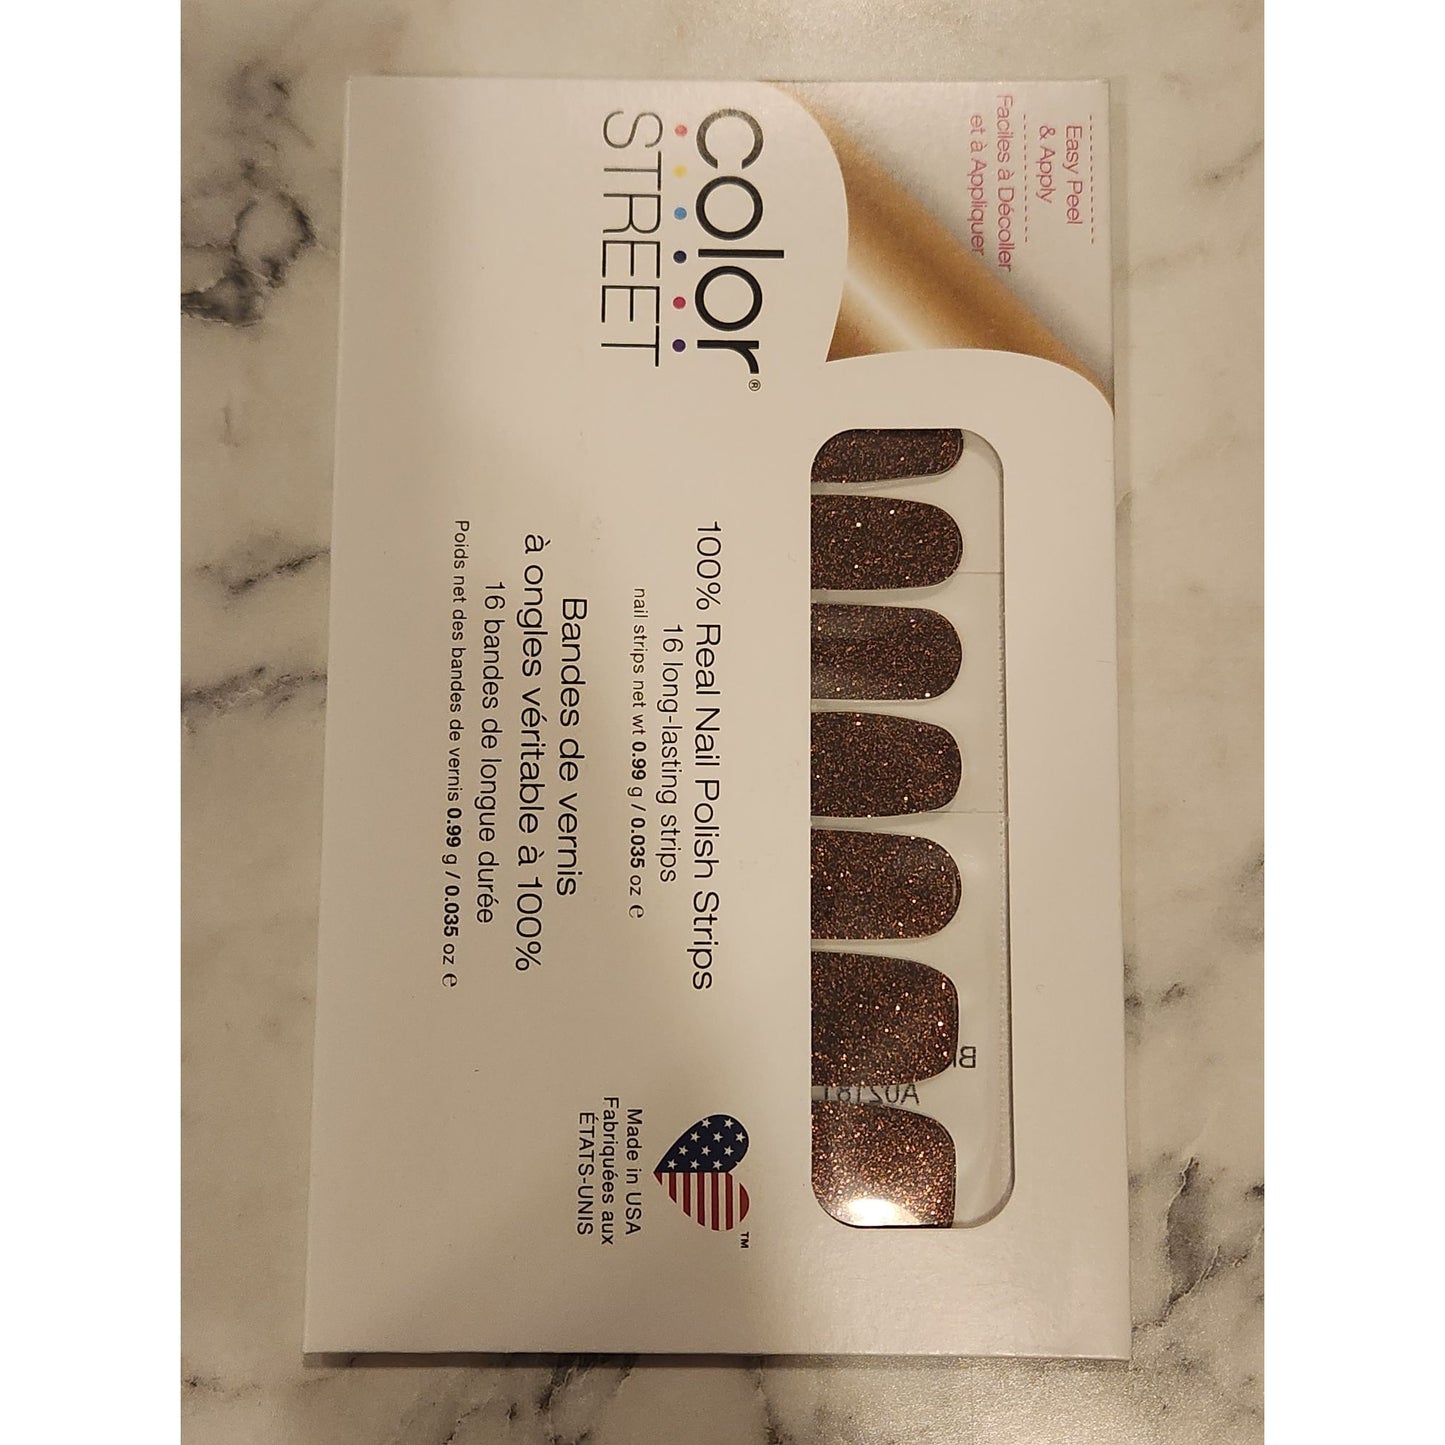 Easy Peel
& Apply
Faciles à Décoller
et à Appliquer
color®
STREET
100% Real Nail Polish Strips
16 long-lasting strips
nail strips net wt 0.99 g / 0.035 oz ℮
Bandes de vernis
à ongles véritable à 100%
16 bandes de longue durée
Poids net des bandes de vernis 0.99 g / 0.035 oz ℮
TM
Made in USA
Fabriquées aux
ÉTATS-UNIS